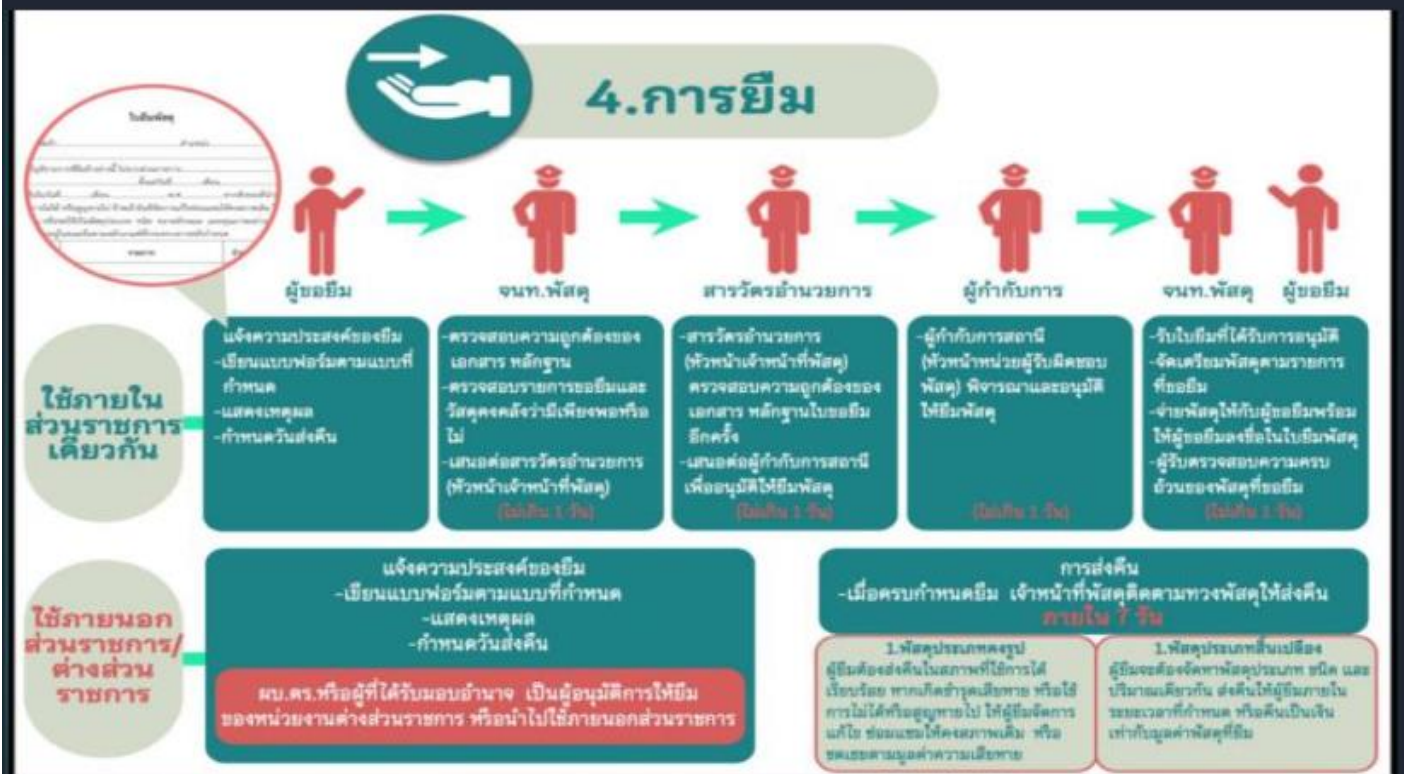 4.การยืม
ใบยืมพัสดุ
ผู้ขอยืม
จนท.พัสดุ
สารวัตรอำนวยการ
ผู้กำกับการ
จนท.พัสดุ
ผู้ขอยืม
ใช้ภายใน
ส่วนราชการ
เดียวกัน
แจ้งความประสงค์ของยืม
-เขียนแบบฟอร์มตามแบบที่
กำหนด
-แสดงเหตุผล
-กำหนดวันส่งคืน
-ตรวจสอบความถูกต้องของ
เอกสาร หลักฐาน
-ตรวจสอบรายการขอยืมและ
วัสดุคงคลังว่ามีเพียงพอหรือ
ไม่
-เสนอต่อสารวัตรอำนวยการ
(หัวหน้าเจ้าหน้าที่พัสดุ)
(ไม่เกิน 1 วัน)
-สารวัตรอำนวยการ
(หัวหน้าเจ้าหน้าที่พัสดุ)
ตรวจสอบความถูกต้องของ
เอกสาร หลักฐานใบขอยืม
อีกครั้ง
-เสนอต่อผู้กำกับการสถานี
เพื่ออนุมัติให้ยืมพัสดุ
(ไม่เกิน 1 วัน)
-ผู้กำกับการสถานี
(หัวหน้าหน่วยผู้รับผิดชอบ
พัสดุ) พิจารณาและอนุมัติ
ให้ยืมพัสดุ
(ไม่เกิน 1 วัน)
-รับใบยืมที่ได้รับการอนุมัติ
-จัดเตรียมพัสดุตามรายการ
ที่ขอยืม
-จ่ายพัสดุให้กับผู้ขอยืมพร้อม
ให้ผู้ขอยืมลงชื่อในใบยืมพัสดุ
-ผู้รับตรวจสอบความครบ
ถ้วนของพัสดุที่ขอยืม
(ไม่เกิน 1 วัน)
ใช้ภายนอก
ส่วนราชการ/
ต่างส่วน
ราชการ
แจ้งความประสงค์ของยืม
-เขียนแบบฟอร์มตามแบบที่กำหนด
-แสดงเหตุผล
-กำหนดวันส่งคืน
ผบ.ตร.หรือผู้ที่ได้รับมอบอำนาจ เป็นผู้อนุมัติการให้ยืม
ของหน่วยงานต่างส่วนราชการ หรือนำไปใช้ภายนอกส่วนราชการ
การส่งคืน
-เมื่อครบกำหนดยืม เจ้าหน้าที่พัสดุติดตามทวงพัสดุให้ส่งคืน
ภายใน 7 วัน
1.พัสดุประเภทคงรูป
ผู้ยืมต้องส่งคืนในสภาพที่ใช้การได้
เรียบร้อย หากเกิดชำรุดเสียหาย หรือใช้
การไม่ได้หรือสูญหายไป ให้ผู้ยืมจัดการ
แก้ไข ซ่อมแซมให้คงสภาพเดิม หรือ
ชดเชยตามมูลค่าความเสียหาย
1.พัสดุประเภทสิ้นเปลือง
ผู้ยืมจะต้องจัดหาพัสดุประเภท ชนิด และ
ปริมาณเดียวกัน ส่งคืนให้ผู้ยืมภายใน
ระยะเวลาที่กำหนด หรือคืนเป็นเงิน
เท่ากับมูลค่าพัสดุที่ยืม